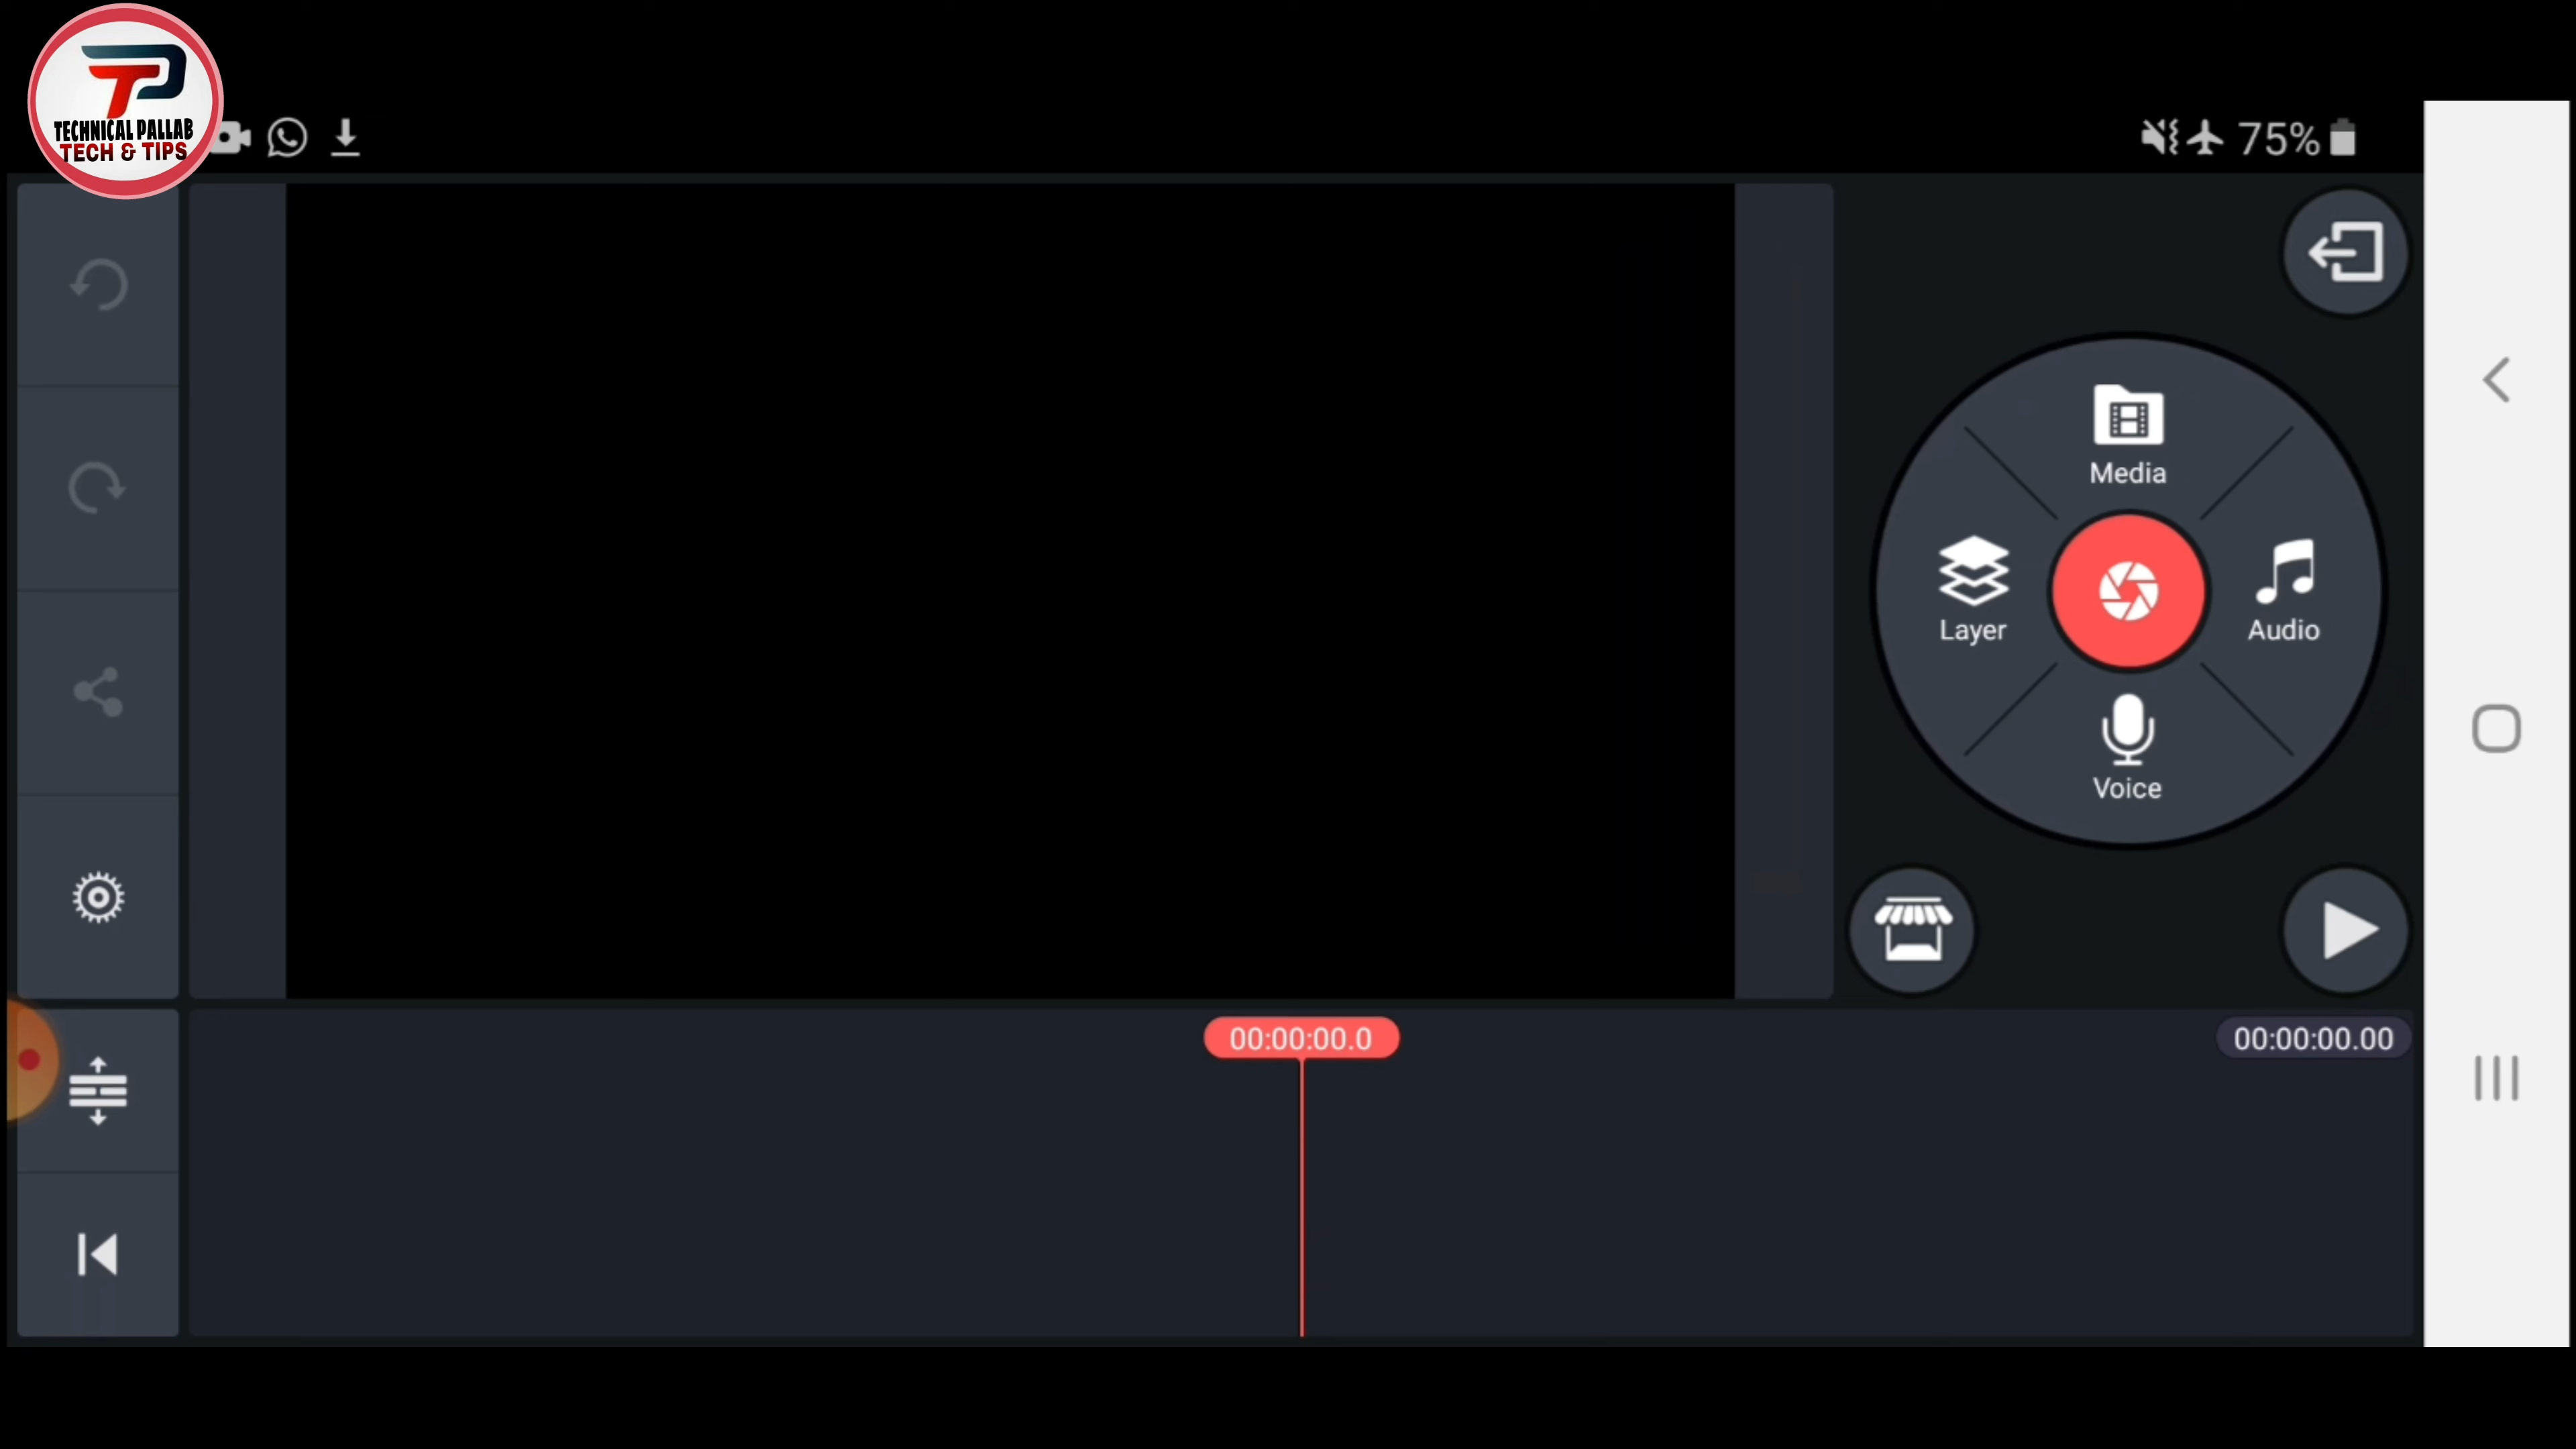 TECHNICAL PALLAB
TECH & TIPS
75%
Media
Layer
Audio
Voice
00:00:00.0
00:00:00.00